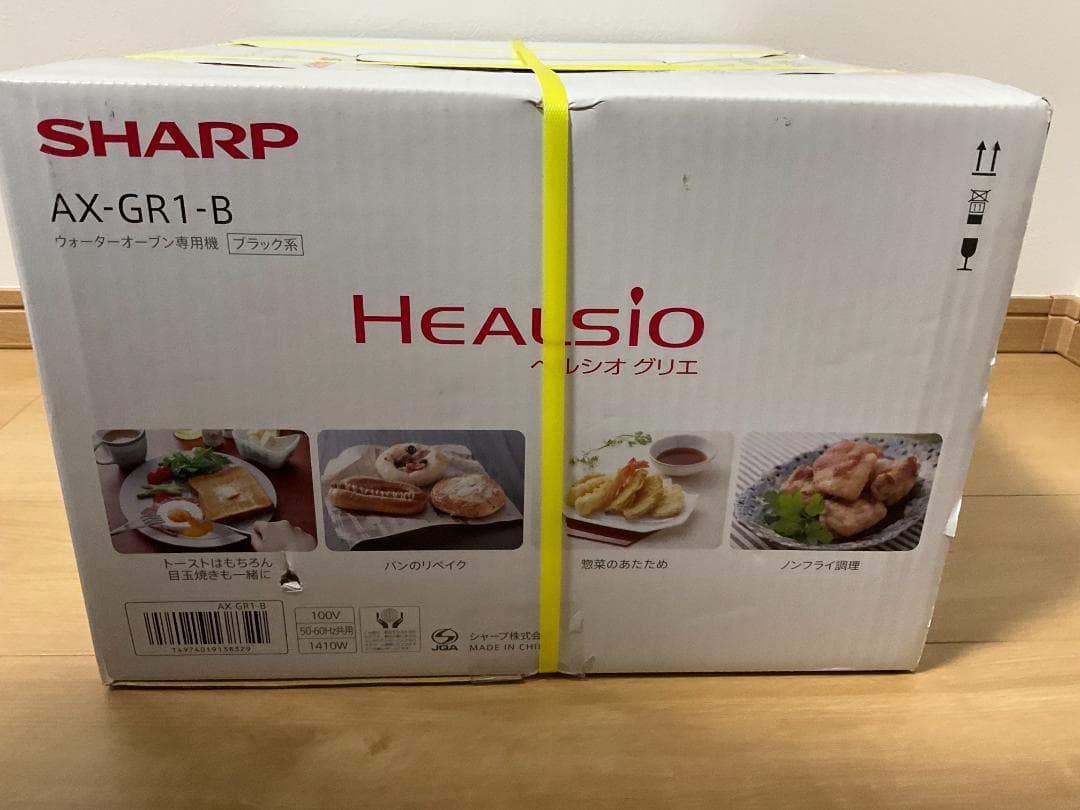 SHARP
AX-GR1-B
ウォーターオーブン専用機 ブラック系
HEALSiO
ヘルシオ グリエ
トーストはもちろん
目玉焼きも一緒に
パンのリベイク
惣菜のあたため
ノンフライ調理
AX-GR1-B
4974019138329
100V
50-60Hz共用
1410W
JQA
シャープ株式会
MADE IN CHI